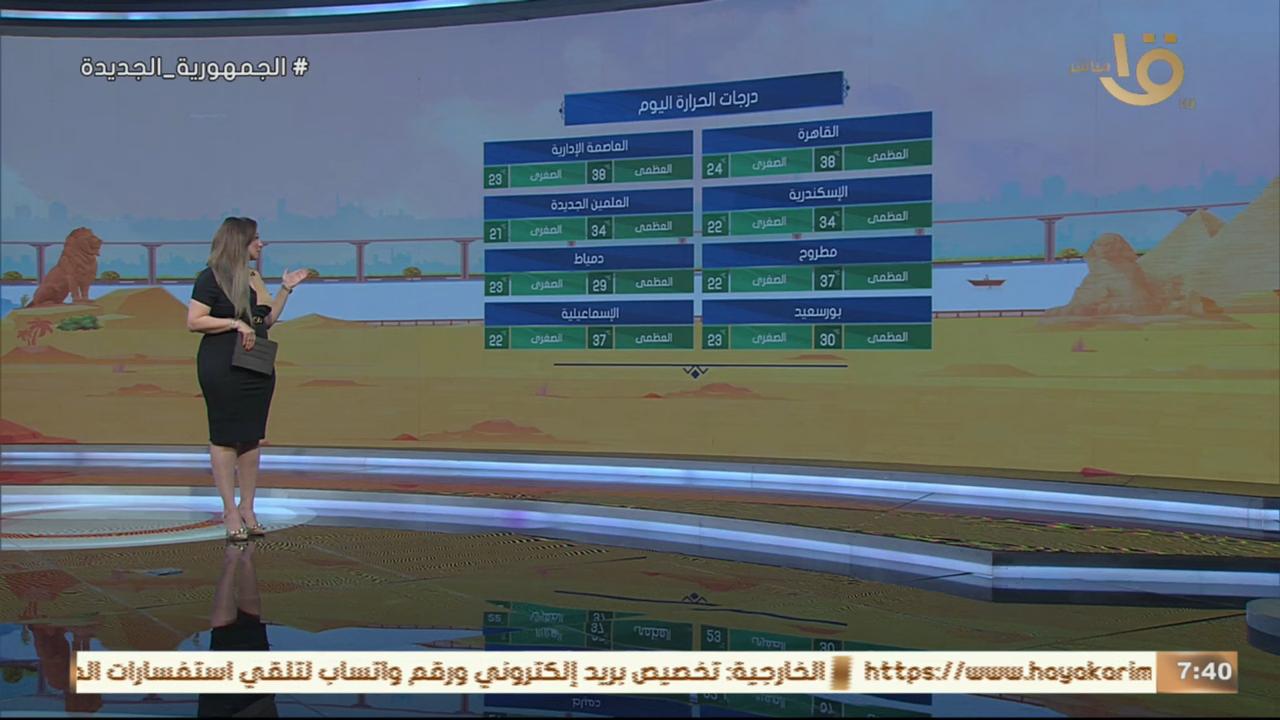 #الجمهورية_الجديدة
درجات الحرارة اليوم
القاهرة
العظمى 38 الصغرى 24
العاصمة الإدارية
العظمى 38 الصغرى 23
الإسكندرية
العظمى 34 الصغرى 22
العلمين الجديدة
العظمى 34 الصغرى 21
مطروح
العظمى 37 الصغرى 22
دمياط
العظمى 29 الصغرى 23
بورسعيد
العظمى 30 الصغرى 23
الإسماعيلية
العظمى 37 الصغرى 22
7:40
https://www.hayakarim
الخارجية: تخصيص بريد إلكتروني ورقم واتساب لتلقي استفسارات